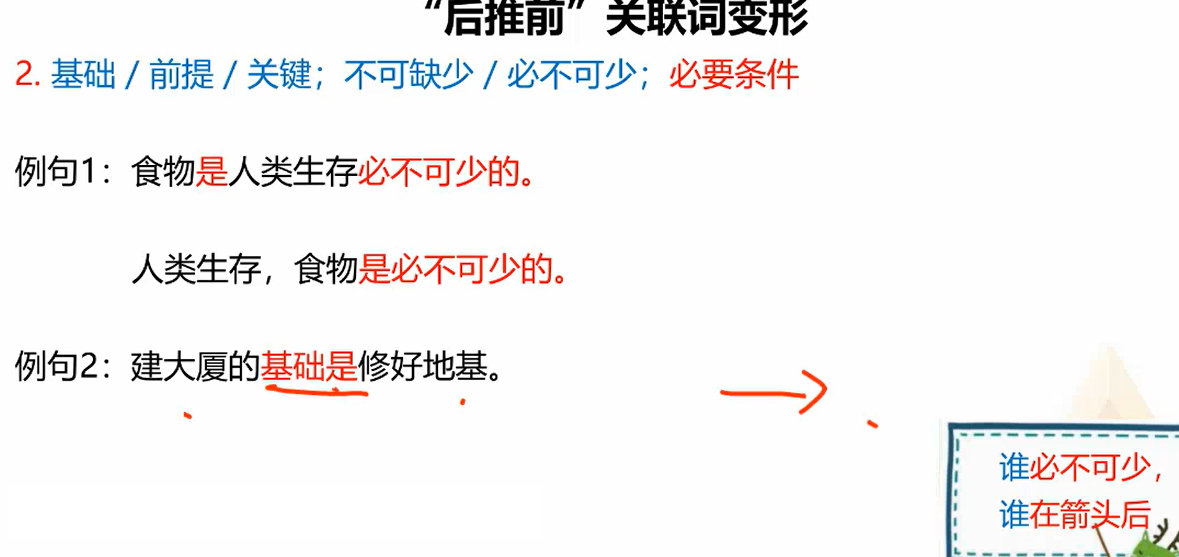 “后推前”关联词变形
2. 基础 / 前提 / 关键；不可缺少 / 必不可少；必要条件
例句1：食物是人类生存必不可少的。
人类生存，食物是必不可少的。
例句2：建大厦的基础是修好地基。
谁必不可少，
谁在箭头后